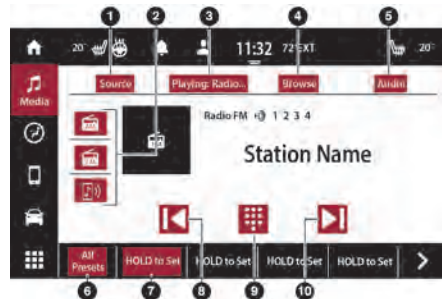 1 2 3 4 5
20° 11:32 72°EXT 20°
Source Playing: Radio... Browse Audio
Media
Radio FM 1 2 3 4
Station Name
All Presets HOLD to Set HOLD to Set HOLD to Set HOLD to Set
6 7 8 9 10